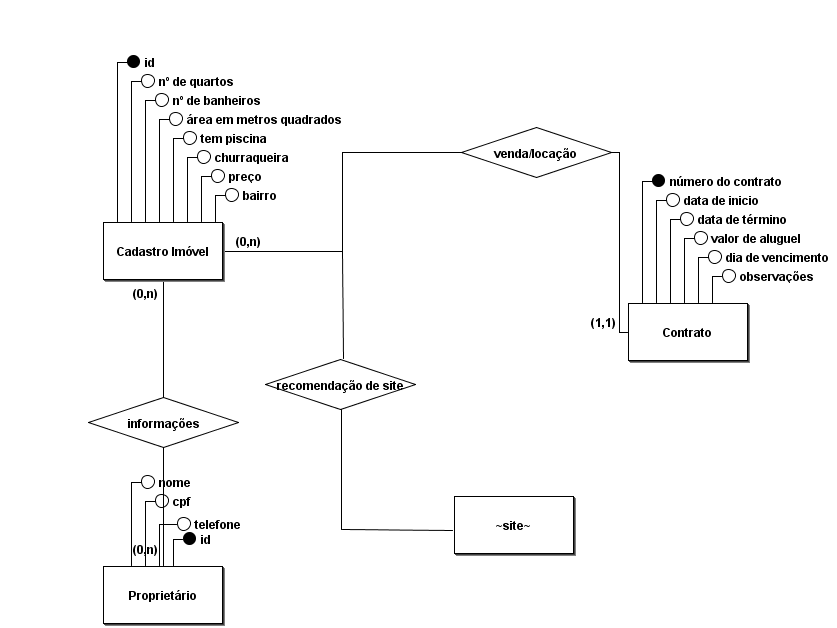 id
nº de quartos
nº de banheiros
área em metros quadrados
tem piscina
churraqueira
preço
bairro
Cadastro Imóvel
(0,n)
(0,n)
venda/locação
número do contrato
data de inicio
data de término
valor de aluguel
dia de vencimento
observações
(1,1)
Contrato
recomendação de site
informações
nome
cpf
telefone
id
(0,n)
Proprietário
~site~